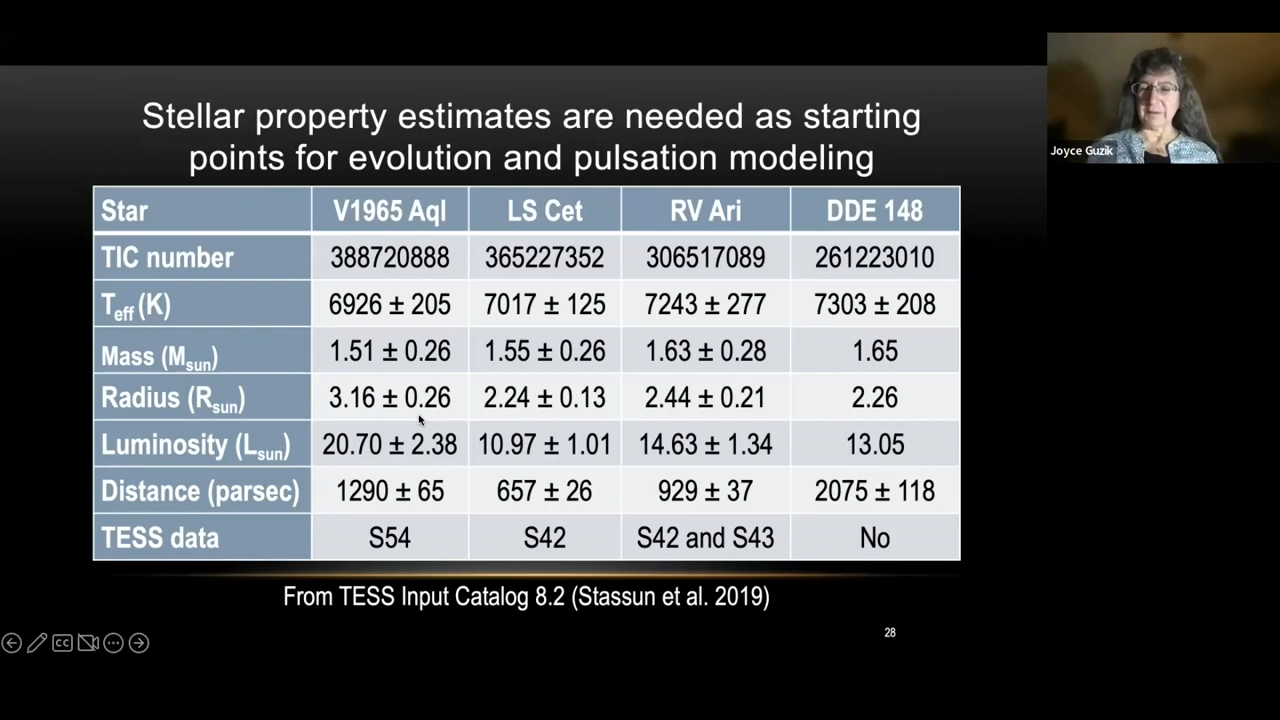 Stellar property estimates are needed as starting
points for evolution and pulsation modeling
Joyce Guzik
Star V1965 Aql LS Cet RV Ari DDE 148
TIC number 388720888 365227352 306517089 261223010
Teff (K) 6926 ± 205 7017 ± 125 7243 ± 277 7303 ± 208
Mass (Msun) 1.51 ± 0.26 1.55 ± 0.26 1.63 ± 0.28 1.65
Radius (Rsun) 3.16 ± 0.26 2.24 ± 0.13 2.44 ± 0.21 2.26
Luminosity (Lsun) 20.70 ± 2.38 10.97 ± 1.01 14.63 ± 1.34 13.05
Distance (parsec) 1290 ± 65 657 ± 26 929 ± 37 2075 ± 118
TESS data S54 S42 S42 and S43 No
From TESS Input Catalog 8.2 (Stassun et al. 2019)
28
CC